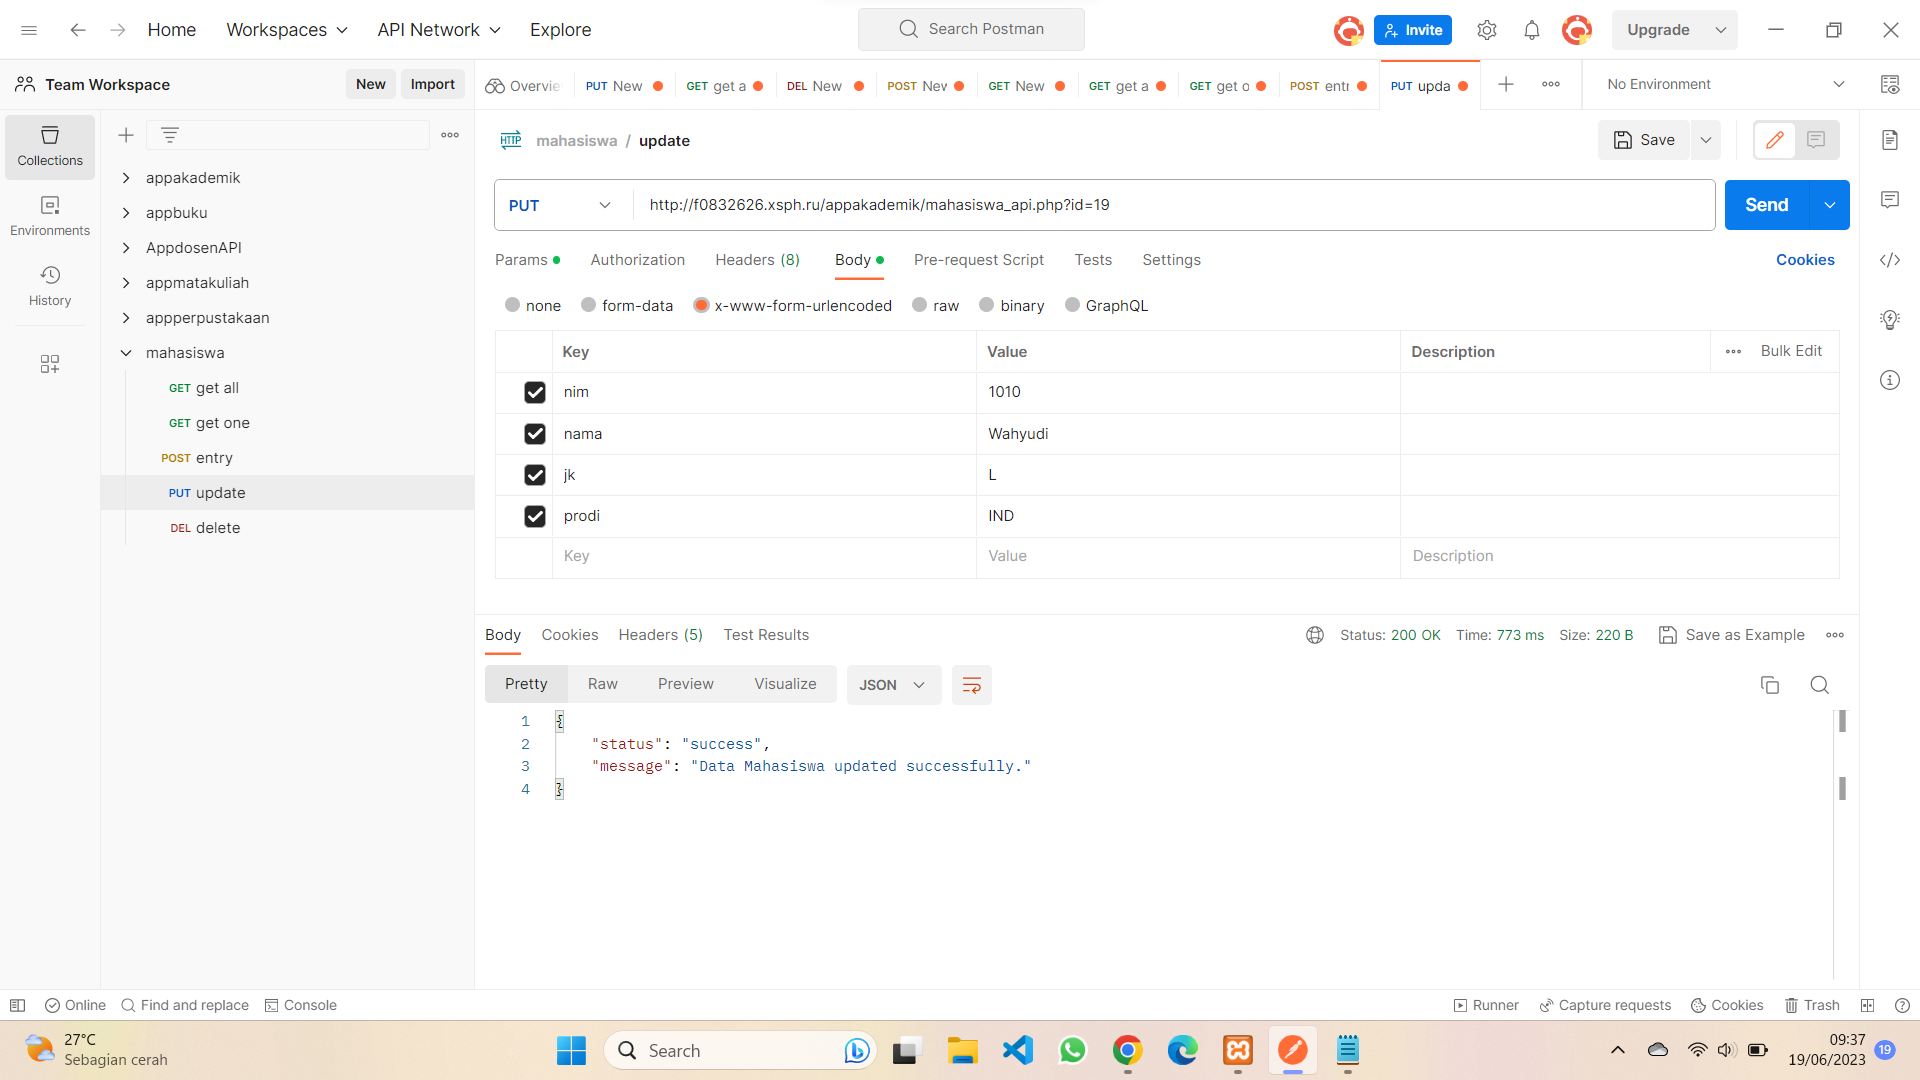 Home Workspaces API Network Explore Search Postman Invite Upgrade
Team Workspace New Import Overvie PUT New GET get a DEL New POST New GET New GET get a GET get o POST entr PUT upda No Environment
Collections
Environments
History
appakademik
appbuku
AppdosenAPI
appmatakuliah
appperpustakaan
mahasiswa
GET get all
GET get one
POST entry
PUT update
DEL delete
HTTP mahasiswa / update Save
PUT http://f0832626.xsph.ru/appakademik/mahasiswa_api.php?id=19 Send
Params Authorization Headers (8) Body Pre-request Script Tests Settings Cookies
none form-data x-www-form-urlencoded raw binary GraphQL
Key Value Description Bulk Edit
nim 1010
nama Wahyudi
jk L
prodi IND
Key Value Description
Body Cookies Headers (5) Test Results Status: 200 OK Time: 773 ms Size: 220 B Save as Example
Pretty Raw Preview Visualize JSON
1 {
2 "status": "success",
3 "message": "Data Mahasiswa updated successfully."
4 }
Online Find and replace Console Runner Capture requests Cookies Trash
27°C
Sebagian cerah
Search
09:37
19/06/2023 19